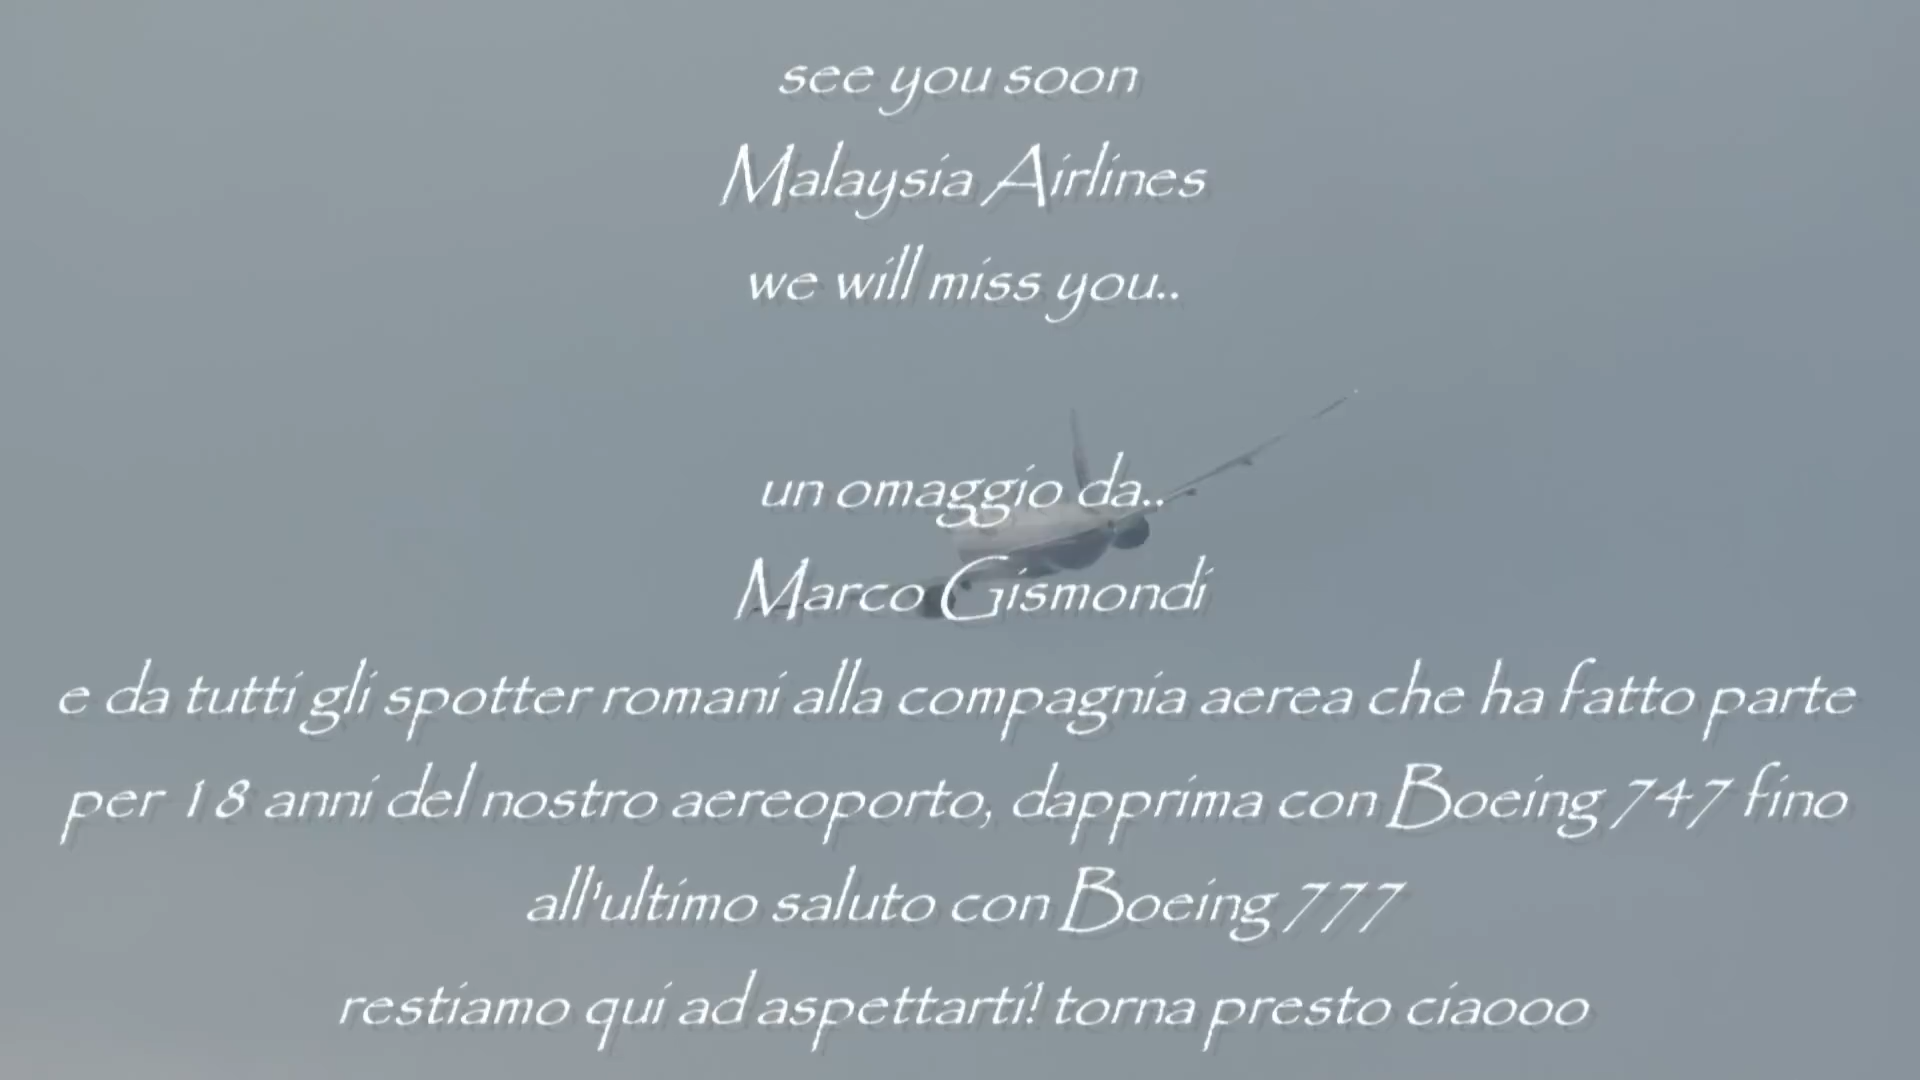 see you soon
Malaysia Airlines
we will miss you..
un omaggio da..
Marco Gismondi
e da tutti gli spotter romani alla compagnia aerea che ha fatto parte
per 18 anni del nostro aereoporto, dapprima con Boeing 747 fino
all'ultimo saluto con Boeing 777
restiamo qui ad aspettarti! torna presto ciaooo